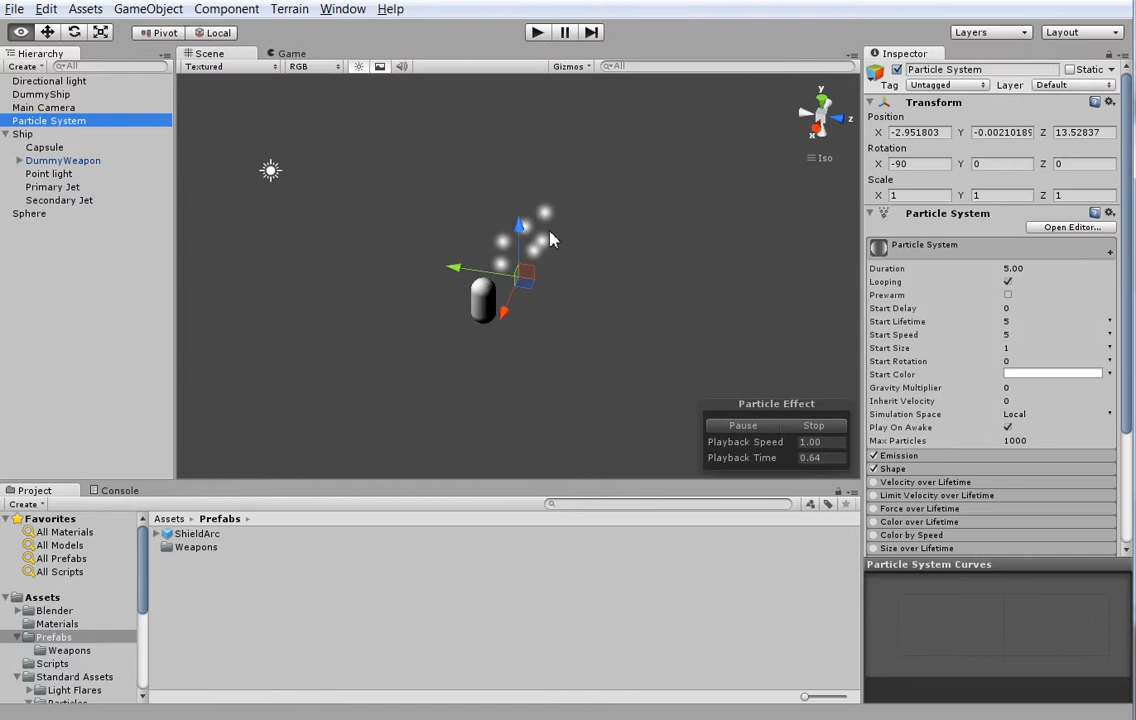 File Edit Assets GameObject Component Terrain Window Help
Pivot Local Layers Layout
Hierarchy
Create All
Directional light
DummyShip
Main Camera
Particle System
Ship
Capsule
DummyWeapon
Point light
Primary Jet
Secondary Jet
Sphere
Scene Game
Textured RGB Gizmos All
y
z
x
Iso
Particle Effect
Pause Stop
Playback Speed 1.00
Playback Time 0.64
Inspector
Particle System Static
Tag Untagged Layer Default
Transform
Position
X -2.951803 Y -0.00210189 Z 13.52837
Rotation
X -90 Y 0 Z 0
Scale
X 1 Y 1 Z 1
Particle System
Open Editor...
Particle System
Duration 5.00
Looping
Prewarm
Start Delay 0
Start Lifetime 5
Start Speed 5
Start Size 1
Start Rotation 0
Start Color
Gravity Multiplier 0
Inherit Velocity 0
Simulation Space Local
Play On Awake
Max Particles 1000
Emission
Shape
Velocity over Lifetime
Limit Velocity over Lifetime
Force over Lifetime
Color over Lifetime
Color by Speed
Size over Lifetime
Particle System Curves
Project Console
Create
Favorites
All Materials
All Models
All Prefabs
All Scripts
Assets
Blender
Materials
Prefabs
Weapons
Scripts
Standard Assets
Light Flares
Particles
Assets Prefabs
ShieldArc
Weapons